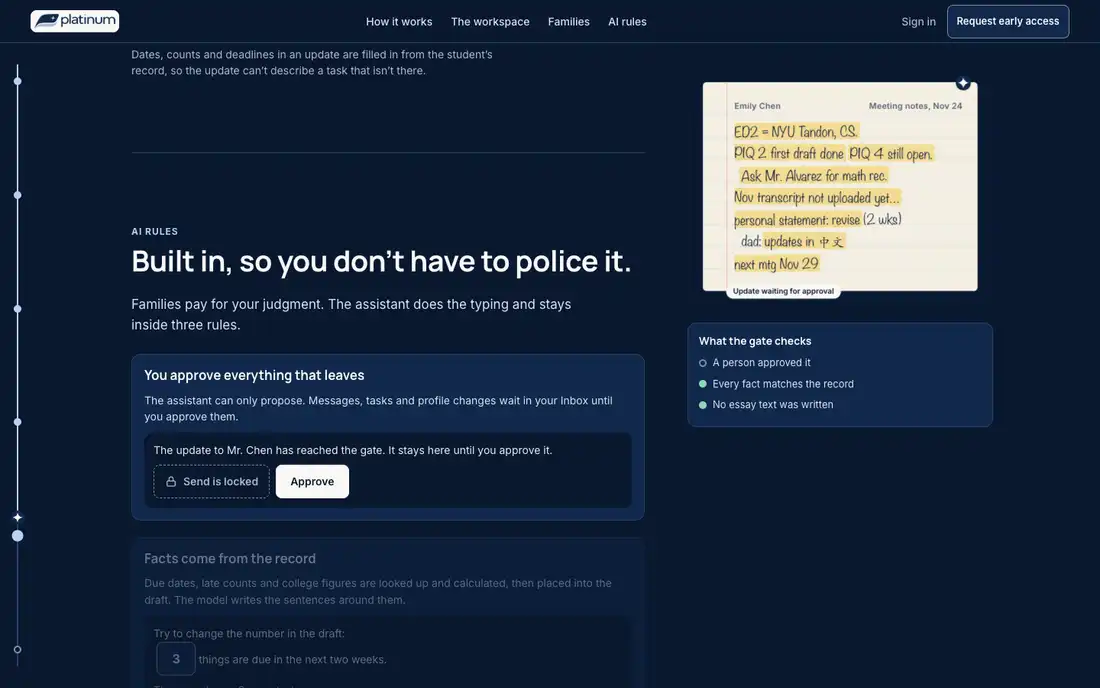 platinum
How it works
The workspace
Families
AI rules
Sign in
Request early access
Dates, counts and deadlines in an update are filled in from the student's
record, so the update can't describe a task that isn't there.
AI RULES
Built in, so you don't have to police it.
Families pay for your judgment. The assistant does the typing and stays
inside three rules.
You approve everything that leaves
The assistant can only propose. Messages, tasks and profile changes wait in your Inbox until
you approve them.
The update to Mr. Chen has reached the gate. It stays here until you approve it.
Send is locked
Approve
Facts come from the record
Due dates, late counts and college figures are looked up and calculated, then placed into the
draft. The model writes the sentences around them.
Try to change the number in the draft:
3 things are due in the next two weeks.
Emily Chen
Meeting notes, Nov 24
ED2 = NYU Tandon, CS.
PIQ 2 first draft done PIQ 4 still open.
Ask Mr. Alvarez for math rec.
Nov transcript not uploaded yet...
personal statement: revise (2 wks)
dad: updates in 中文
next mtg Nov 29
Update waiting for approval
What the gate checks
A person approved it
Every fact matches the record
No essay text was written